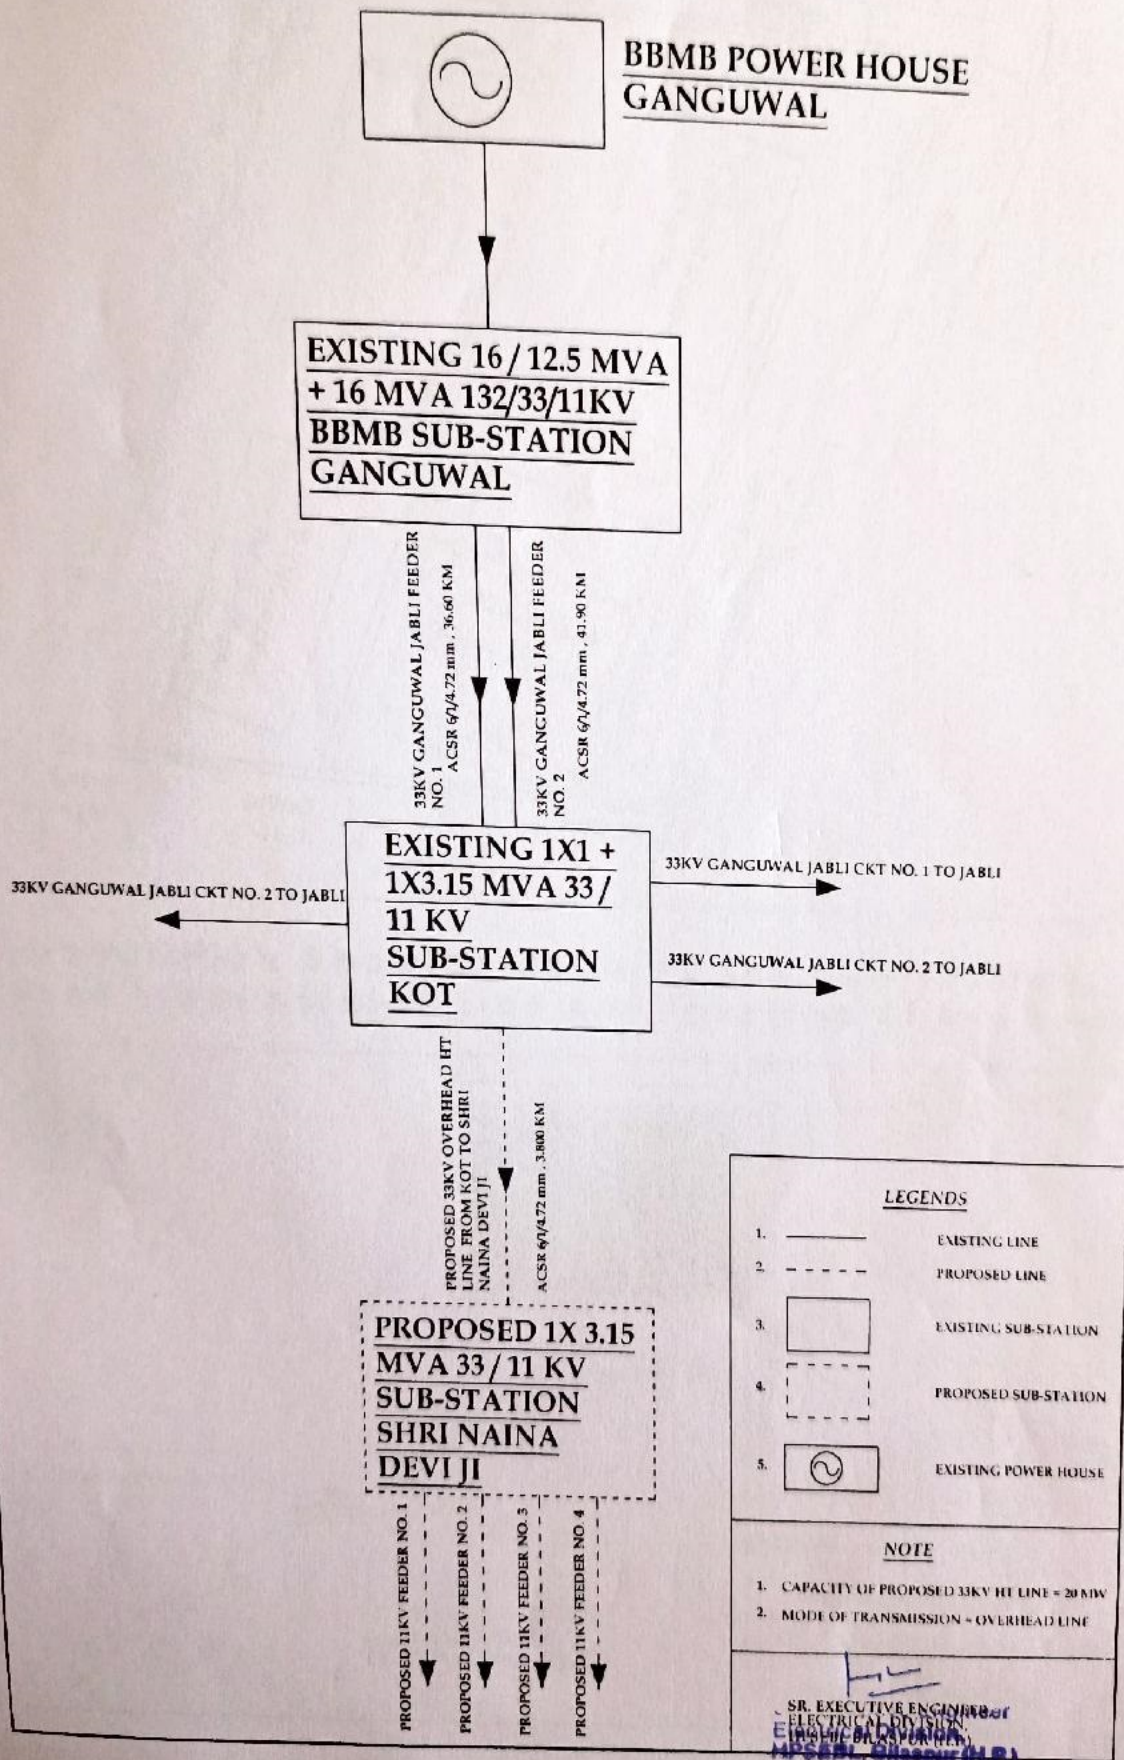 BBMB POWER HOUSE
GANGUWAL
EXISTING 16 / 12.5 MVA
+ 16 MVA 132/33/11KV
BBMB SUB-STATION
GANGUWAL
33KV GANGUWAL JABLI FEEDER
NO. 1
ACSR 6/1/4.72 mm , 36.60 KM
33KV GANGUWAL JABLI FEEDER
NO. 2
ACSR 6/1/4.72 mm , 41.90 KM
EXISTING 1X1 +
1X3.15 MVA 33 /
11 KV
SUB-STATION
KOT
33KV GANGUWAL JABLI CKT NO. 2 TO JABLI
33KV GANGUWAL JABLI CKT NO. 1 TO JABLI
33KV GANGUWAL JABLI CKT NO. 2 TO JABLI
PROPOSED 33KV OVERHEAD HT
LINE FROM KOT TO SHRI
NAINA DEVI JI
ACSR 6/1/4.72 mm , 3.800 KM
PROPOSED 1X 3.15
MVA 33 / 11 KV
SUB-STATION
SHRI NAINA
DEVI JI
PROPOSED 11KV FEEDER NO. 1
PROPOSED 11KV FEEDER NO. 2
PROPOSED 11KV FEEDER NO. 3
PROPOSED 11KV FEEDER NO. 4
LEGENDS
1. EXISTING LINE
2. PROPOSED LINE
3. EXISTING SUB-STATION
4. PROPOSED SUB-STATION
5. EXISTING POWER HOUSE
NOTE
1. CAPACITY OF PROPOSED 33KV HT LINE = 20 MW
2. MODE OF TRANSMISSION = OVERHEAD LINE
SR. EXECUTIVE ENGINEER
ELECTRICAL DIVISION,
HPSEBL, Bilaspur (H.P.)